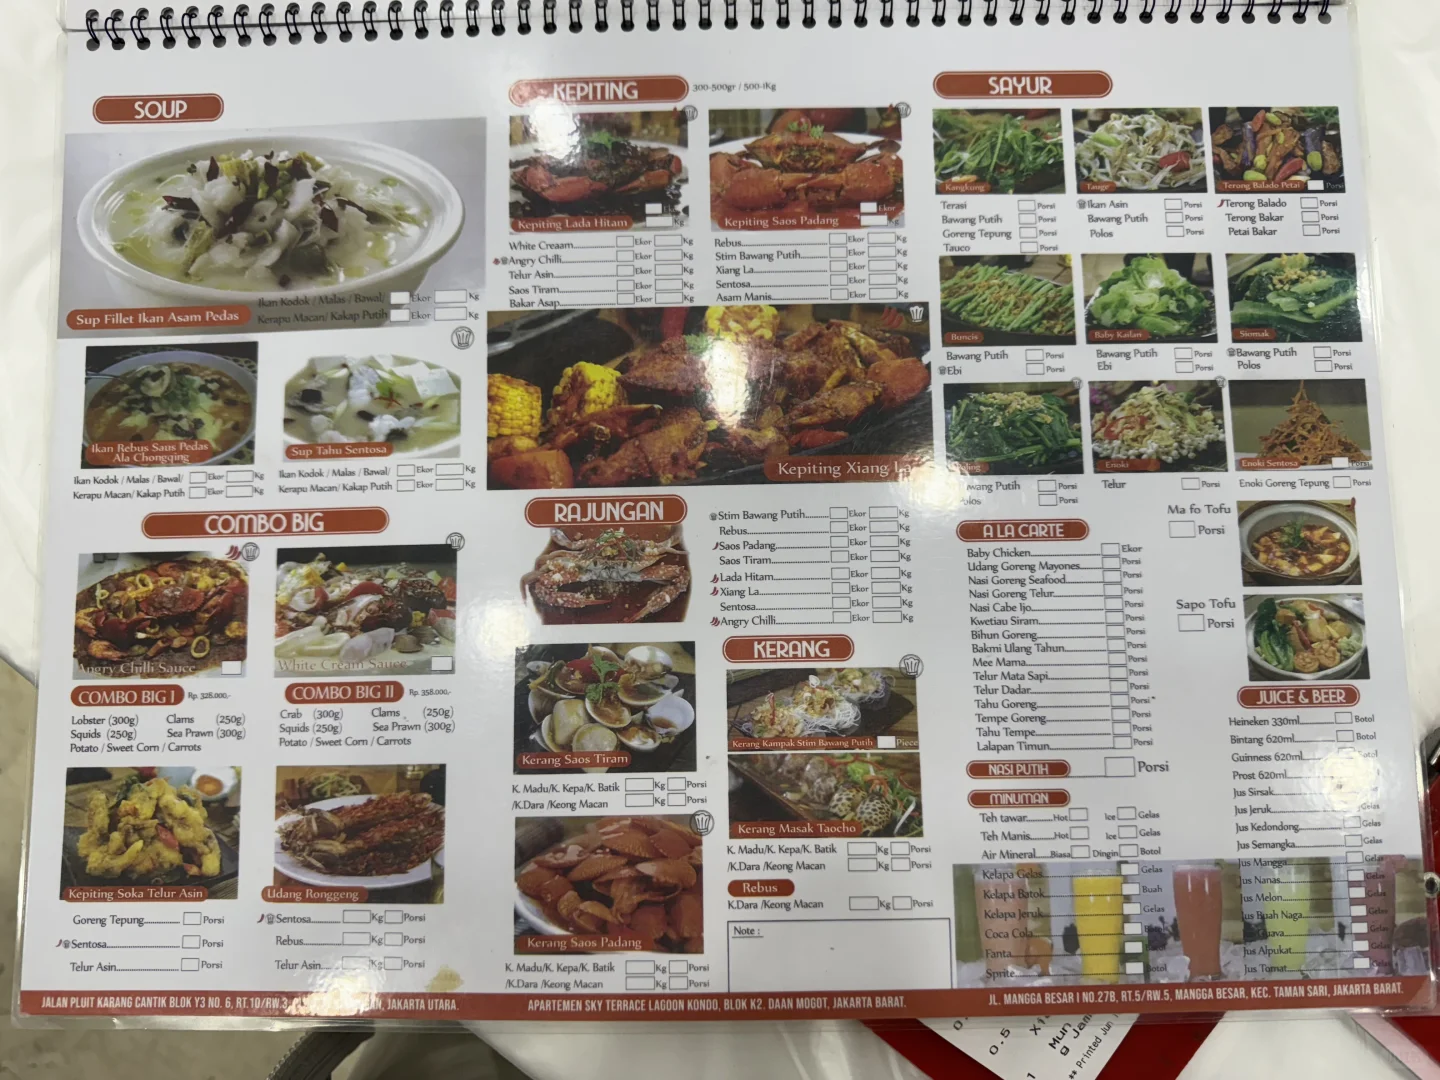 SOUP
Sup Fillet Ikan Asam Pedas
Ikan Kodok / Malas / Bawal/ Ekor Kg
Kerapu Macan/ Kakap Putih Ekor Kg
Ikan Rebus Saus Pedas
Ala Chongqing
Ikan Kodok / Malas / Bawal/ Ekor Kg
Kerapu Macan/ Kakap Putih Ekor Kg
Sup Tahu Sentosa
Ikan Kodok / Malas / Bawal/ Ekor Kg
Kerapu Macan/ Kakap Putih Ekor Kg
COMBO BIG
Angry Chilli Sauce
COMBO BIG I Rp. 328.000,-
Lobster (300g) Clams (250g)
Squids (250g) Sea Prawn (300g)
Potato / Sweet Corn / Carrots
White Cream Sauce
COMBO BIG II Rp. 358.000,-
Crab (300g) Clams (250g)
Squids (250g) Sea Prawn (300g)
Potato / Sweet Corn / Carrots
Kepiting Soka Telur Asin
Goreng Tepung Porsi
Sentosa Porsi
Telur Asin Porsi
Udang Ronggeng
Sentosa Kg Porsi
Rebus Kg Porsi
Telur Asin Kg Porsi
KEPITING 300-500gr / 500-1Kg
Kepiting Lada Hitam
White Creaam Ekor Kg
Angry Chilli Ekor Kg
Telur Asin Ekor Kg
Saos Tiram Ekor Kg
Bakar Asap Ekor Kg
Kepiting Saos Padang Ekor
Rebus Ekor Kg
Stim Bawang Putih Ekor Kg
Xiang La Ekor Kg
Sentosa Ekor Kg
Asam Manis Ekor Kg
Kepiting Xiang La
RAJUNGAN
Stim Bawang Putih Ekor Kg
Rebus Ekor Kg
Saos Padang Ekor Kg
Saos Tiram Ekor Kg
Lada Hitam Ekor Kg
Xiang La Ekor Kg
Sentosa Ekor Kg
Angry Chilli Ekor Kg
KERANG
Kerang Saos Tiram
K. Madu/K. Kepa/K. Batik Kg Porsi
/K.Dara /Keong Macan Kg Porsi
Kerang Saos Padang
K. Madu/K. Kepa/K. Batik Kg Porsi
/K.Dara /Keong Macan Kg Porsi
Kerang Kampak Stim Bawang Putih Piece
Kerang Masak Taocho
K. Madu/K. Kepa/K. Batik Kg Porsi
/K.Dara /Keong Macan Kg Porsi
Rebus
K.Dara /Keong Macan Kg Porsi
Note :
SAYUR
Kangkung
Terasi Porsi
Bawang Putih Porsi
Goreng Tepung Porsi
Tauco Porsi
Tauge
Ikan Asin Porsi
Bawang Putih Porsi
Polos Porsi
Terong Balado Petai Porsi
Terong Balado Porsi
Terong Bakar Porsi
Petai Bakar Porsi
Buncis
Bawang Putih Porsi
Ebi Porsi
Baby Kailan
Bawang Putih Porsi
Ebi Porsi
Siomak
Bawang Putih Porsi
Polos Porsi
Putih Porsi
Porsi
Enoki
Telur Porsi
Enoki Sentosa Porsi
Enoki Goreng Tepung Porsi
A LA CARTE
Baby Chicken Ekor
Udang Goreng Mayones Porsi
Nasi Goreng Seafood Porsi
Nasi Goreng Telur Porsi
Nasi Cabe Ijo Porsi
Kwetiau Siram Porsi
Bihun Goreng Porsi
Bakmi Ulang Tahun Porsi
Mee Mama Porsi
Telur Mata Sapi Porsi
Telur Dadar Porsi
Tahu Goreng Porsi
Tempe Goreng Porsi
Tahu Tempe Porsi
Lalapan Timun Porsi
Ma fo Tofu
Porsi
Sapo Tofu
Porsi
NASI PUTIH Porsi
MINUMAN
Teh tawar Hot Ice Gelas
Teh Manis Hot Ice Gelas
Air Mineral Biasa Dingin Botol
Kelapa Gelas Gelas
Kelapa Batok Buah
Kelapa Jeruk Gelas
Coca Cola
Fanta
Sprite Botol
JUICE & BEER
Heineken 330ml Botol
Bintang 620ml Botol
Guinness 620ml Botol
Prost 620ml
Jus Sirsak
Jus Jeruk Gelas
Jus Kedondong Gelas
Jus Semangka Gelas
Jus Mangga Gelas
Jus Nanas Gelas
Jus Melon Gelas
Jus Buah Naga Gelas
Gelas
Jus Alpukat Gelas
Jus Tomat Gelas
JALAN PLUIT KARANG CANTIK BLOK Y3 NO. 6, RT.10/RW.3, JAKARTA UTARA.
APARTEMEN SKY TERRACE LAGOON KONDO, BLOK K2. DAAN MOGOT, JAKARTA BARAT.
JL. MANGGA BESAR I NO.27B, RT.5/RW.5, MANGGA BESAR, KEC. TAMAN SARI, JAKARTA BARAT.
0.5
** Printed Jun